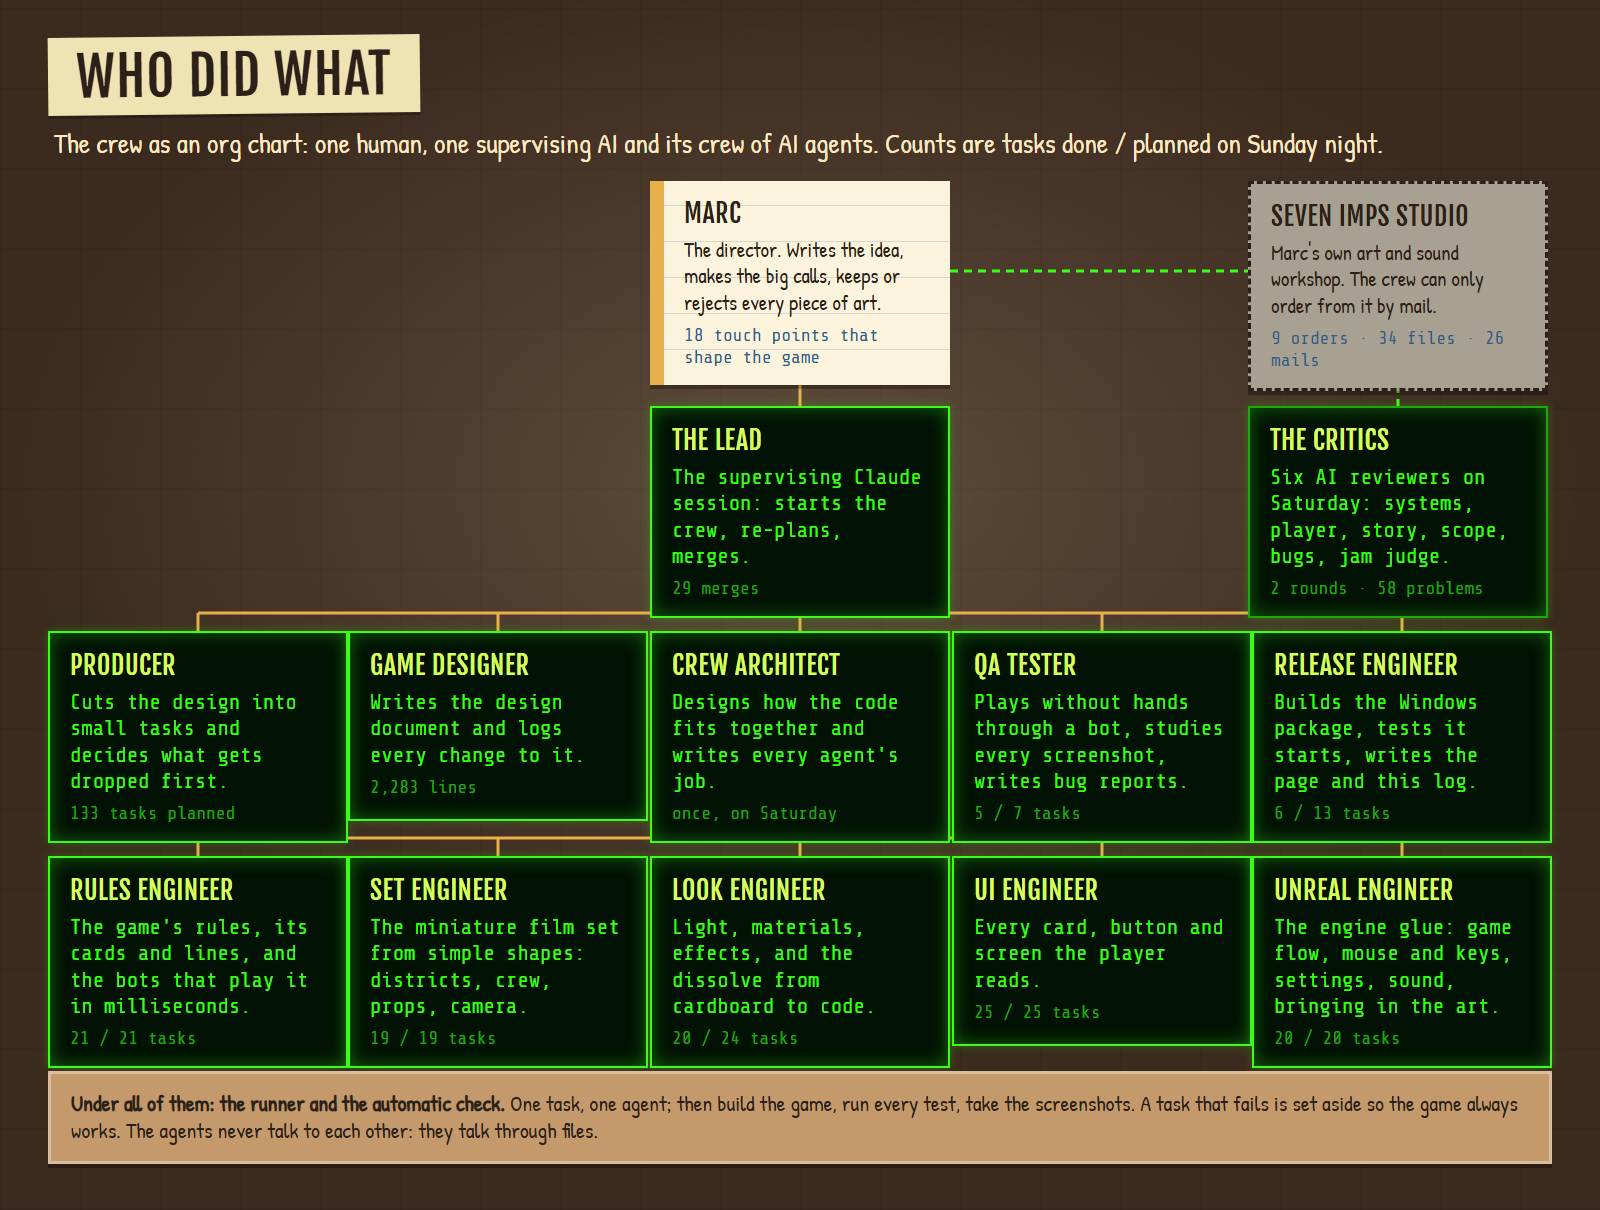 WHO DID WHAT
The crew as an org chart: one human, one supervising AI and its crew of AI agents. Counts are tasks done / planned on Sunday night.
MARC
The director. Writes the idea,
makes the big calls, keeps or
rejects every piece of art.
18 touch points that
shape the game
SEVEN IMPS STUDIO
Marc's own art and sound
workshop. The crew can only
order from it by mail.
9 orders · 34 files · 26
mails
THE LEAD
The supervising Claude
session: starts the
crew, re-plans,
merges.
29 merges
THE CRITICS
Six AI reviewers on
Saturday: systems,
player, story, scope,
bugs, jam judge.
2 rounds · 58 problems
PRODUCER
Cuts the design into
small tasks and
decides what gets
dropped first.
133 tasks planned
GAME DESIGNER
Writes the design
document and logs
every change to it.
2,283 lines
CREW ARCHITECT
Designs how the code
fits together and
writes every agent's
job.
once, on Saturday
QA TESTER
Plays without hands
through a bot, studies
every screenshot,
writes bug reports.
5 / 7 tasks
RELEASE ENGINEER
Builds the Windows
package, tests it
starts, writes the
page and this log.
6 / 13 tasks
RULES ENGINEER
The game's rules, its
cards and lines, and
the bots that play it
in milliseconds.
21 / 21 tasks
SET ENGINEER
The miniature film set
from simple shapes:
districts, crew,
props, camera.
19 / 19 tasks
LOOK ENGINEER
Light, materials,
effects, and the
dissolve from
cardboard to code.
20 / 24 tasks
UI ENGINEER
Every card, button and
screen the player
reads.
25 / 25 tasks
UNREAL ENGINEER
The engine glue: game
flow, mouse and keys,
settings, sound,
bringing in the art.
20 / 20 tasks
Under all of them: the runner and the automatic check. One task, one agent; then build the game, run every test, take the screenshots. A task that fails is set aside so the game always
works. The agents never talk to each other: they talk through files.